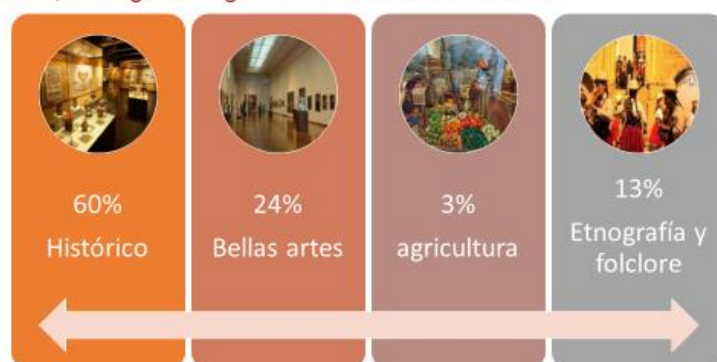 60%
Histórico
24%
Bellas artes
3%
agricultura
13%
Etnografía y
folclore